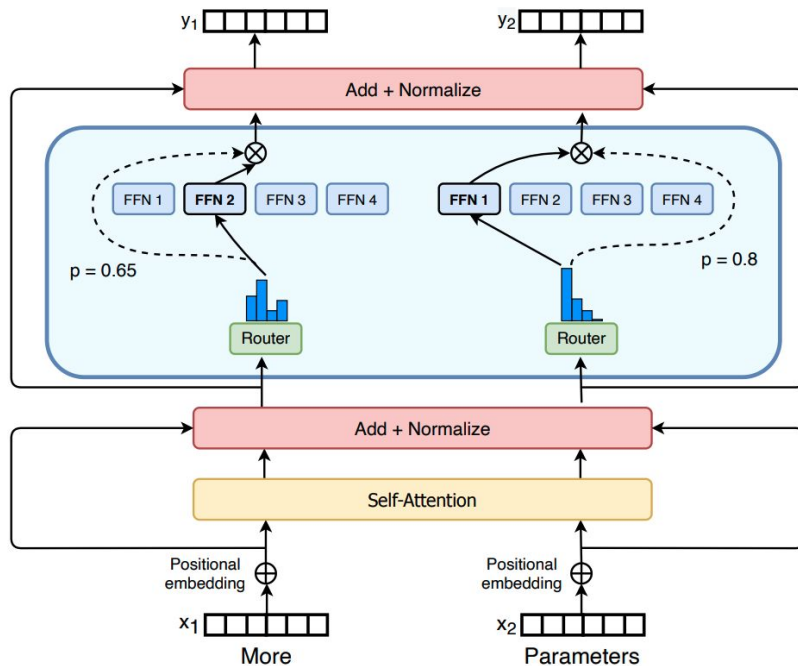 y1 y2
Add + Normalize
FFN 1 FFN 2 FFN 3 FFN 4 FFN 1 FFN 2 FFN 3 FFN 4
p = 0.65 p = 0.8
Router Router
Add + Normalize
Self-Attention
Positional Positional
embedding embedding
x1 x2
More Parameters